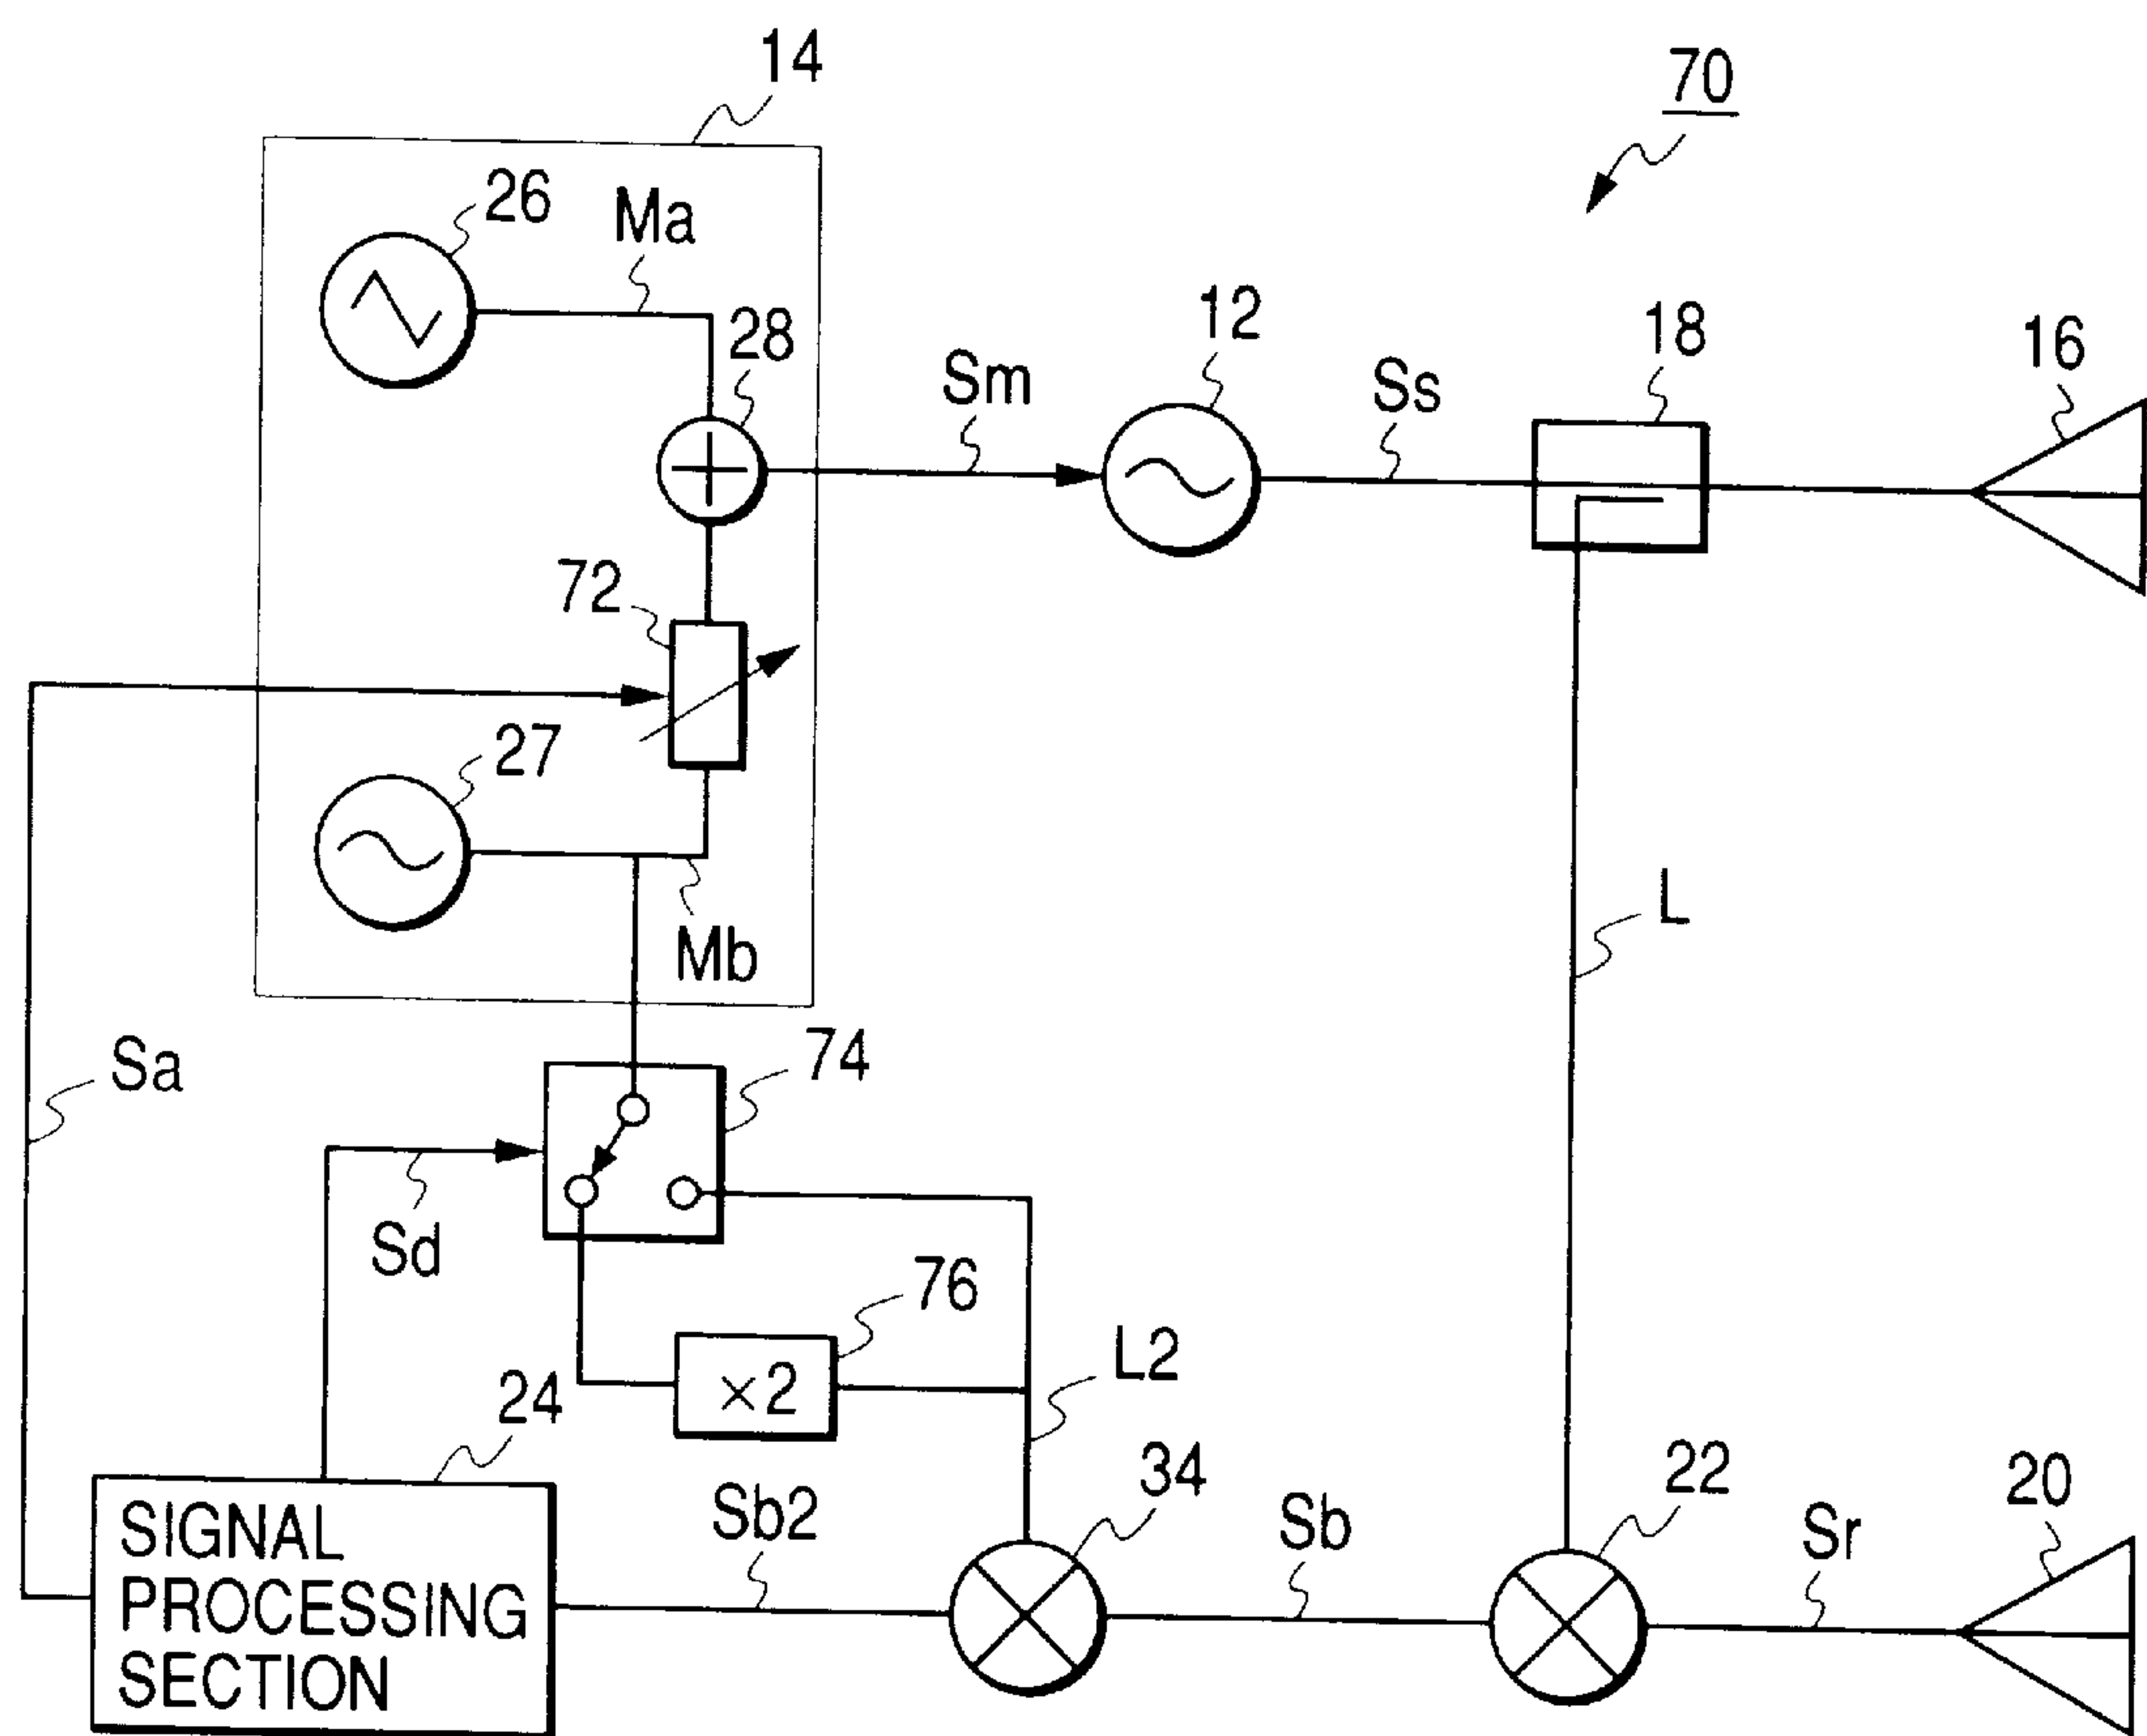 14
70
26
Ma
28
12
18
16
Sm
Ss
72
27
L
Mb
74
Sa
Sd
76
×2
L2
24
34
22
20
Sb2
Sb
Sr
SIGNAL
PROCESSING
SECTION